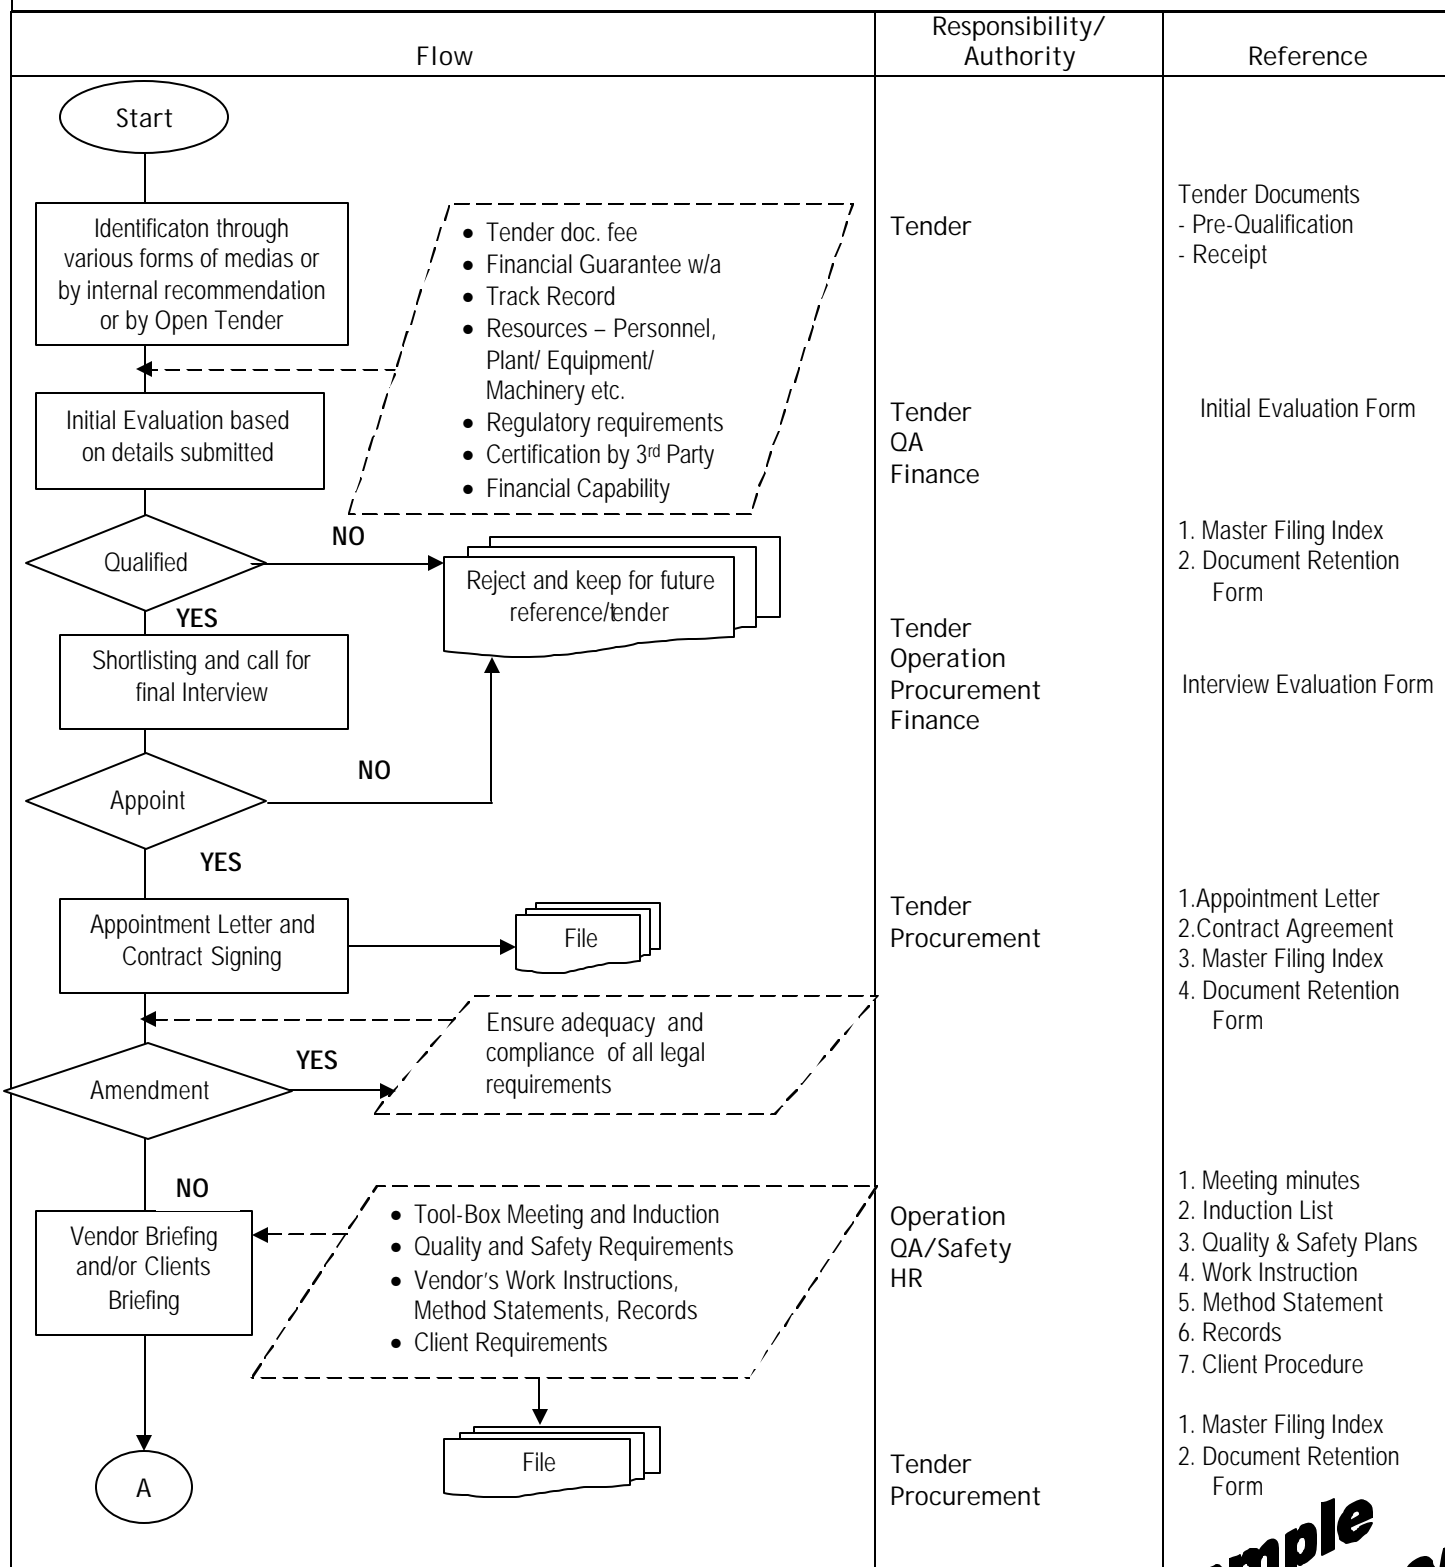 Flow
Responsibility/
Authority
Reference
Start
Identificaton through
various forms of medias or
by internal recommendation
or by Open Tender
• Tender doc. fee
• Financial Guarantee w/a
• Track Record
• Resources – Personnel,
Plant/ Equipment/
Machinery etc.
• Regulatory requirements
• Certification by 3rd Party
• Financial Capability
Tender
Tender Documents
- Pre-Qualification
- Receipt
Initial Evaluation based
on details submitted
Tender
QA
Finance
Initial Evaluation Form
Qualified
NO
YES
Reject and keep for future
reference/tender
1. Master Filing Index
2. Document Retention
Form
Shortlisting and call for
final Interview
Tender
Operation
Procurement
Finance
Interview Evaluation Form
Appoint
NO
YES
Appointment Letter and
Contract Signing
File
Tender
Procurement
1.Appointment Letter
2.Contract Agreement
3. Master Filing Index
4. Document Retention
Form
Ensure adequacy and
compliance of all legal
requirements
Amendment
YES
NO
Vendor Briefing
and/or Clients
Briefing
• Tool-Box Meeting and Induction
• Quality and Safety Requirements
• Vendor's Work Instructions,
Method Statements, Records
• Client Requirements
Operation
QA/Safety
HR
1. Meeting minutes
2. Induction List
3. Quality & Safety Plans
4. Work Instruction
5. Method Statement
6. Records
7. Client Procedure
A
File
Tender
Procurement
1. Master Filing Index
2. Document Retention
Form